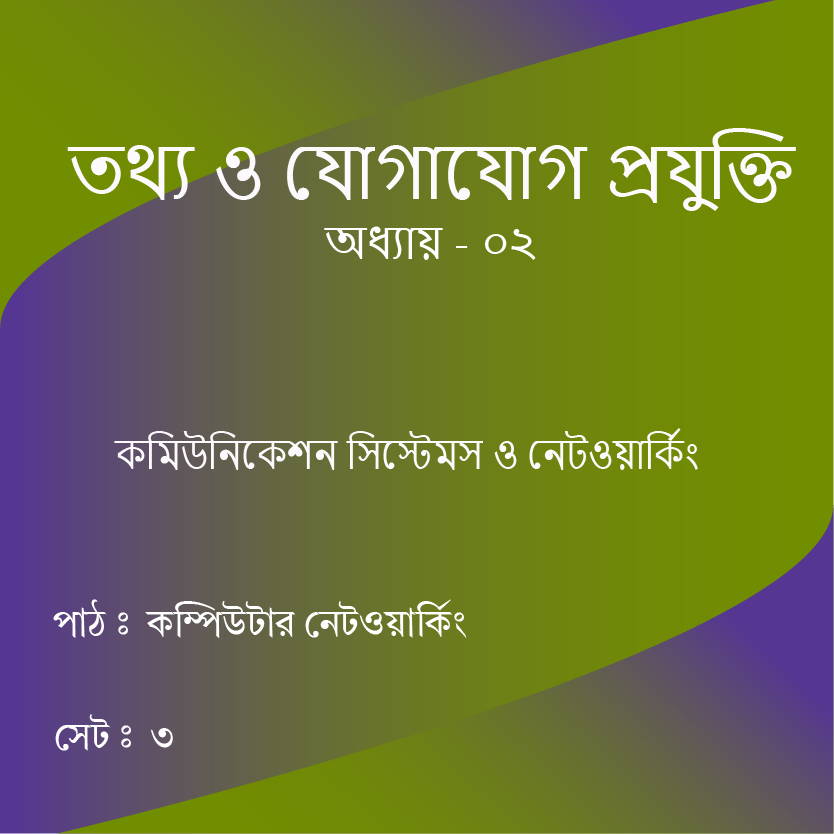 তথ্য ও যোগাযোগ প্রযুক্তি
অধ্যায় - ০২
কমিউনিকেশন সিস্টেমস ও নেটওয়ার্কিং
পাঠ ঃ কম্পিউটার নেটওয়ার্কিং
সেট ঃ ৩